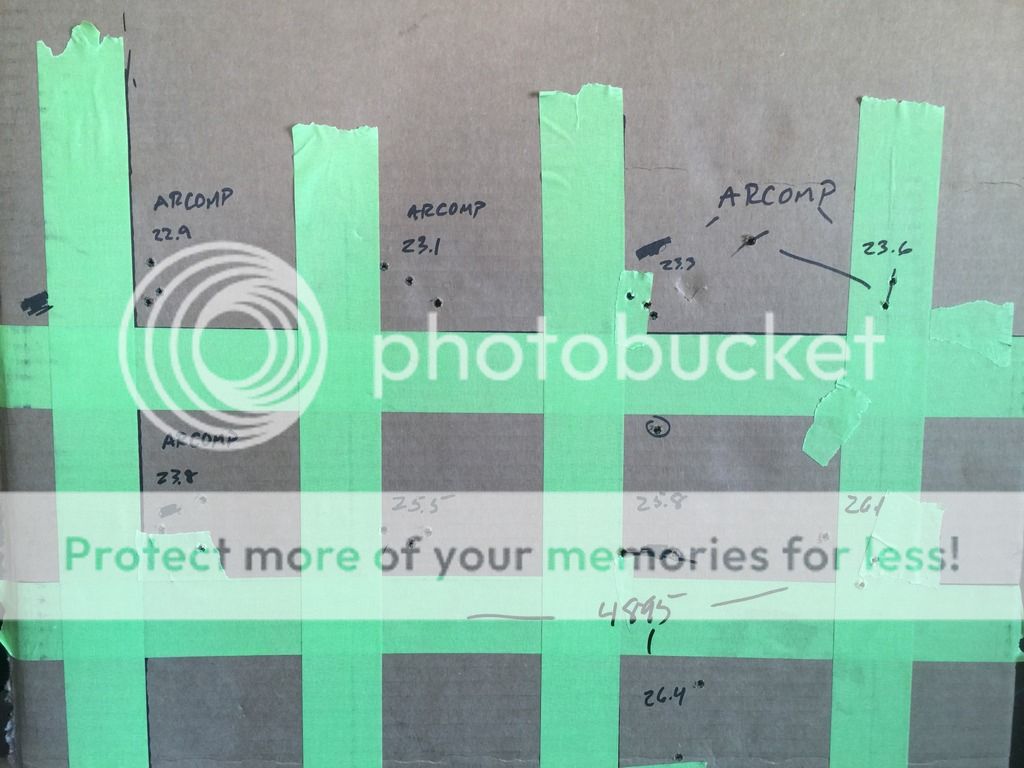 ARCOMP
22.9
ARCOMP
23.1
ARCOMP
23.3
23.6
photobucket
ARCOMP
23.8
25.5
25.8
26.1
Protect more of your memories for less!
4895
26.4